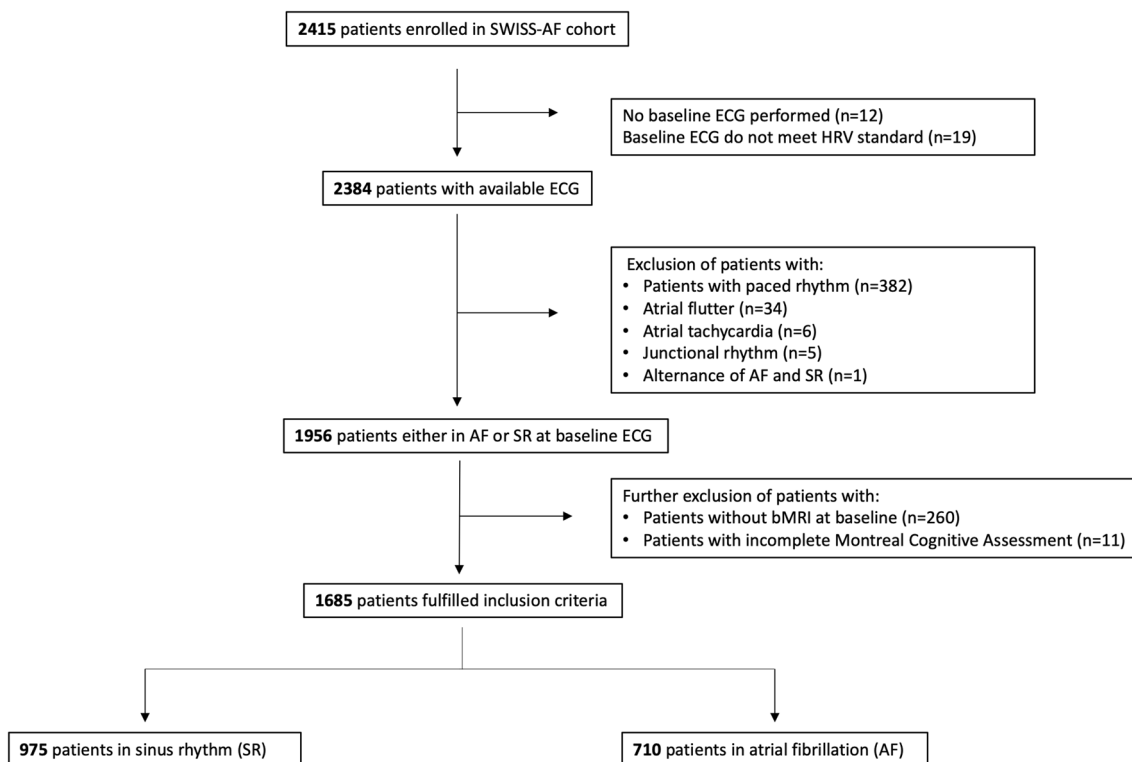 2415 patients enrolled in SWISS-AF cohort
No baseline ECG performed (n=12)
Baseline ECG do not meet HRV standard (n=19)
2384 patients with available ECG
Exclusion of patients with:
• Patients with paced rhythm (n=382)
• Atrial flutter (n=34)
• Atrial tachycardia (n=6)
• Junctional rhythm (n=5)
• Alternance of AF and SR (n=1)
1956 patients either in AF or SR at baseline ECG
Further exclusion of patients with:
• Patients without bMRI at baseline (n=260)
• Patients with incomplete Montreal Cognitive Assessment (n=11)
1685 patients fulfilled inclusion criteria
975 patients in sinus rhythm (SR)
710 patients in atrial fibrillation (AF)